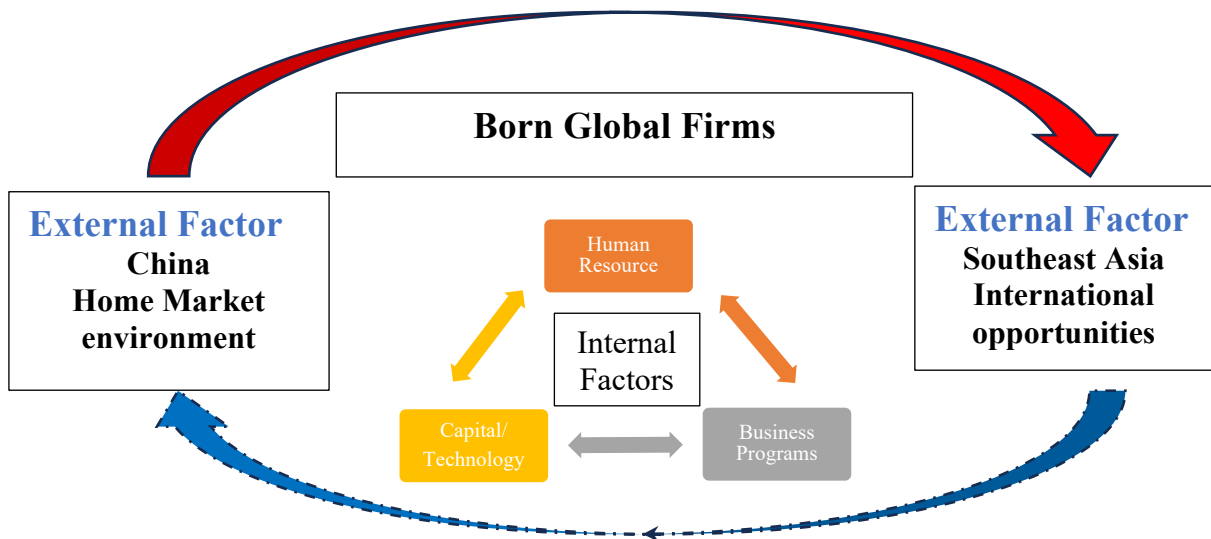 Born Global Firms
External Factor
China
Home Market
environment
External Factor
Southeast Asia
International
opportunities
Human
Resource
Internal
Factors
Capital/
Technology
Business
Programs